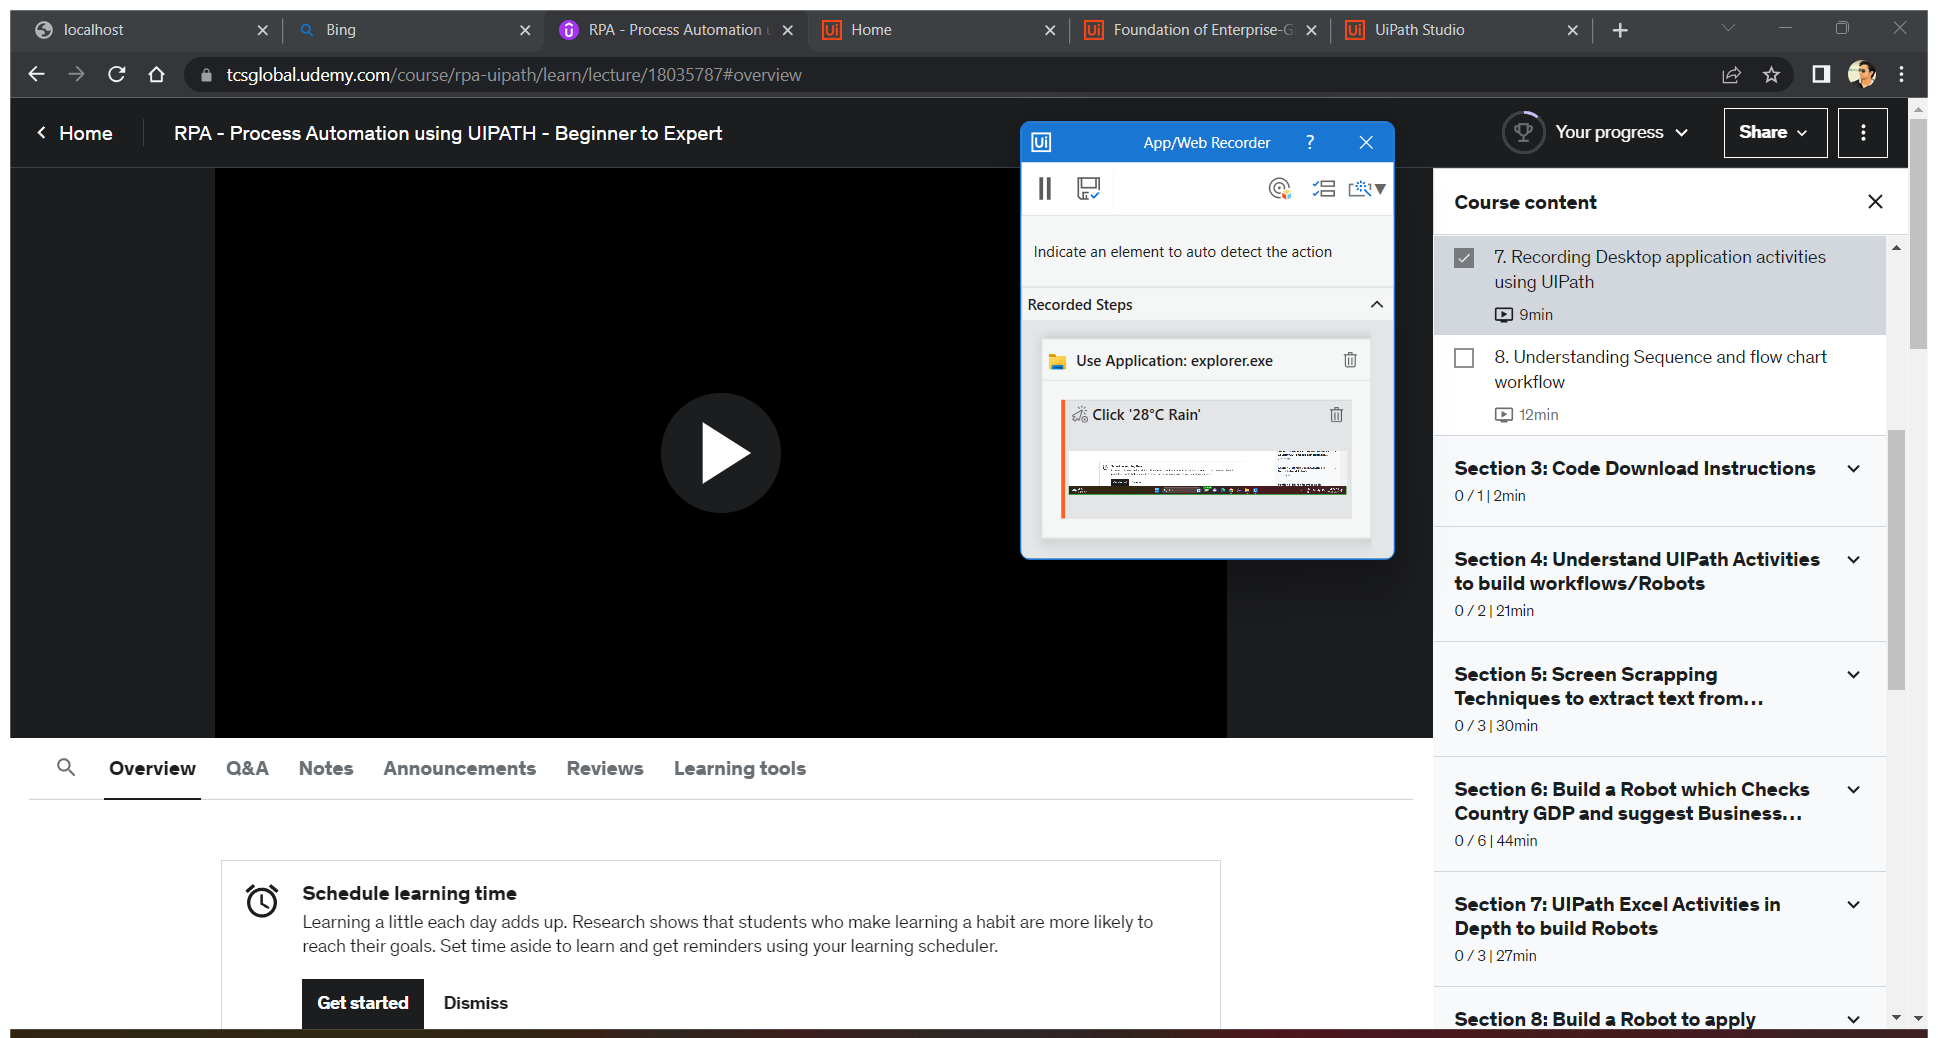 localhost
Bing
RPA - Process Automation u
Ui
Home
Ui
Foundation of Enterprise-G
Ui
UiPath Studio
tcsglobal.udemy.com/course/rpa-uipath/learn/lecture/18035787#overview
Home
RPA - Process Automation using UIPATH - Beginner to Expert
Your progress
Share
Ui
App/Web Recorder
?
Indicate an element to auto detect the action
Recorded Steps
Use Application: explorer.exe
Click '28°C Rain'
Course content
7. Recording Desktop application activities
using UIPath
9min
8. Understanding Sequence and flow chart
workflow
12min
Section 3: Code Download Instructions
0 / 1 | 2min
Section 4: Understand UIPath Activities
to build workflows/Robots
0 / 2 | 21min
Section 5: Screen Scrapping
Techniques to extract text from...
0 / 3 | 30min
Section 6: Build a Robot which Checks
Country GDP and suggest Business...
0 / 6 | 44min
Section 7: UIPath Excel Activities in
Depth to build Robots
0 / 3 | 27min
Section 8: Build a Robot to apply
Overview
Q&A
Notes
Announcements
Reviews
Learning tools
Schedule learning time
Learning a little each day adds up. Research shows that students who make learning a habit are more likely to
reach their goals. Set time aside to learn and get reminders using your learning scheduler.
Get started
Dismiss